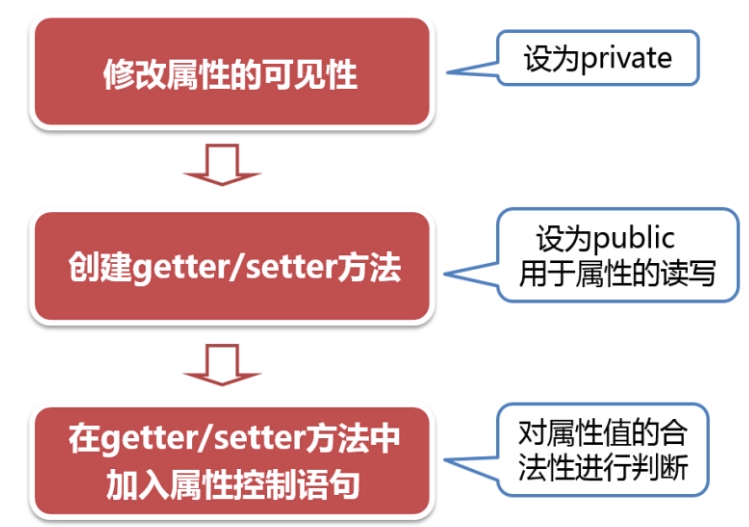 修改属性的可见性
设为private
创建getter/setter方法
设为public
用于属性的读写
在getter/setter方法中
加入属性控制语句
对属性值的合
法性进行判断